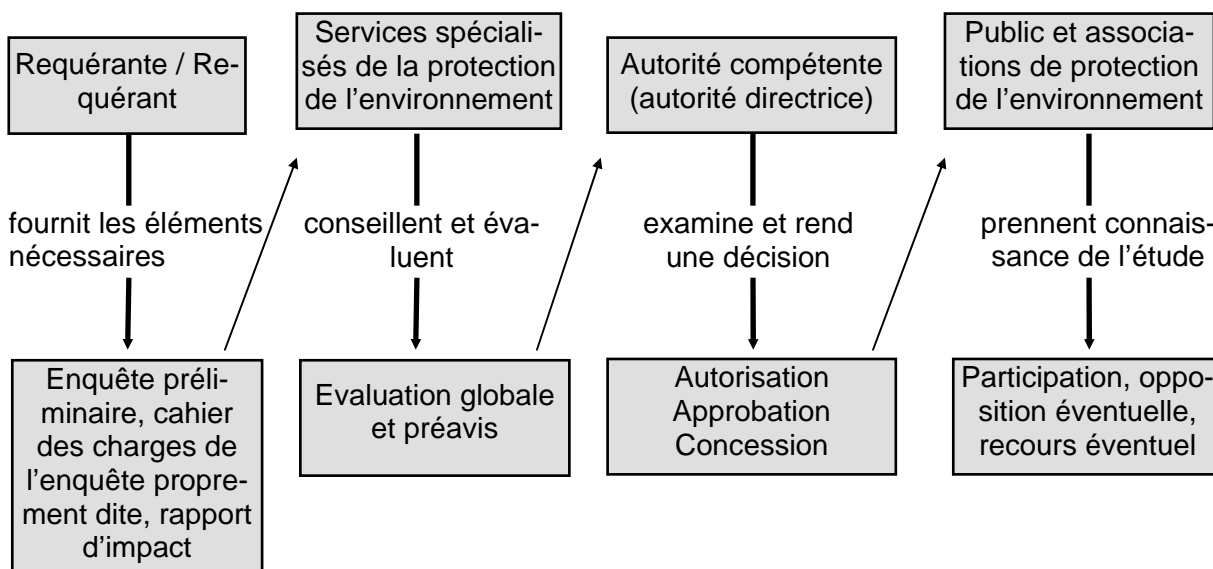 Requérante / Re-
quérant
fournit les éléments
nécessaires
Enquête préli-
minaire, cahier
des charges de
l’enquête propre-
ment dite, rapport
d’impact
Services spéciali-
sés de la protection
de l’environnement
conseillent et éva-
luent
Evaluation globale
et préavis
Autorité compétente
(autorité directrice)
examine et rend
une décision
Autorisation
Approbation
Concession
Public et associa-
tions de protection
de l’environnement
prennent connais-
sance de l’étude
Participation, oppo-
sition éventuelle,
recours éventuel